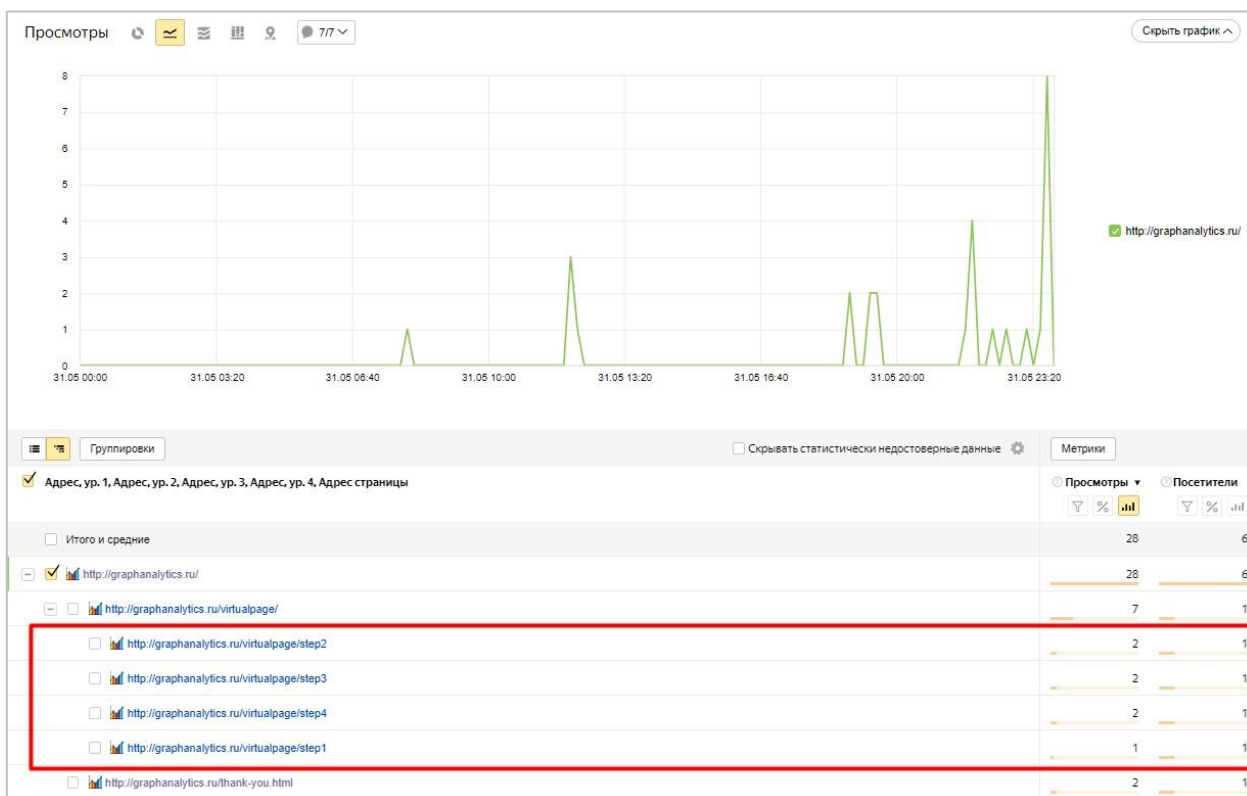 Просмотры 7/7 Скрыть график
8
7
6
5
4
3
2
1
0
http://graphanalytics.ru/
31.05 00:00 31.05 03:20 31.05 06:40 31.05 10:00 31.05 13:20 31.05 16:40 31.05 20:00 31.05 23:20
Группировки Скрывать статистически недостоверные данные Метрики
Адрес, ур. 1, Адрес, ур. 2, Адрес, ур. 3, Адрес, ур. 4, Адрес страницы Просмотры Посетители
%  %
Итого и средние 28 6
http://graphanalytics.ru/ 28 6
http://graphanalytics.ru/virtualpage/ 7 1
http://graphanalytics.ru/virtualpage/step2 2 1
http://graphanalytics.ru/virtualpage/step3 2 1
http://graphanalytics.ru/virtualpage/step4 2 1
http://graphanalytics.ru/virtualpage/step1 1 1
http://graphanalytics.ru/thank-you.html 2 1